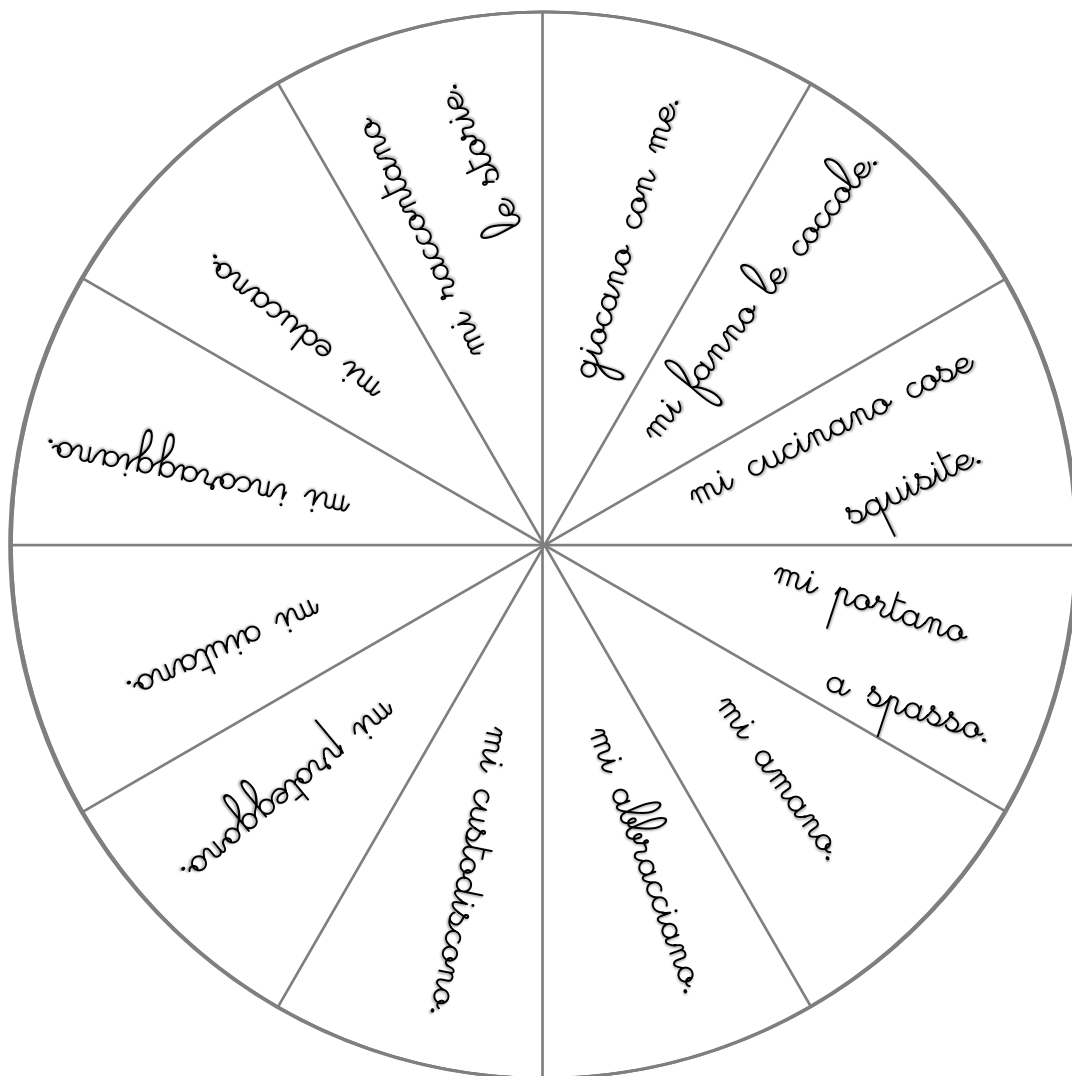 giocano con me.
mi fanno le coccole.
mi cucinano cose
squisite.
mi portano
a spasso.
mi amano.
mi abbracciano.
mi custodiscono.
mi proteggono.
mi aiutano.
mi incoraggiano.
mi educano.
mi raccontano
le storie.